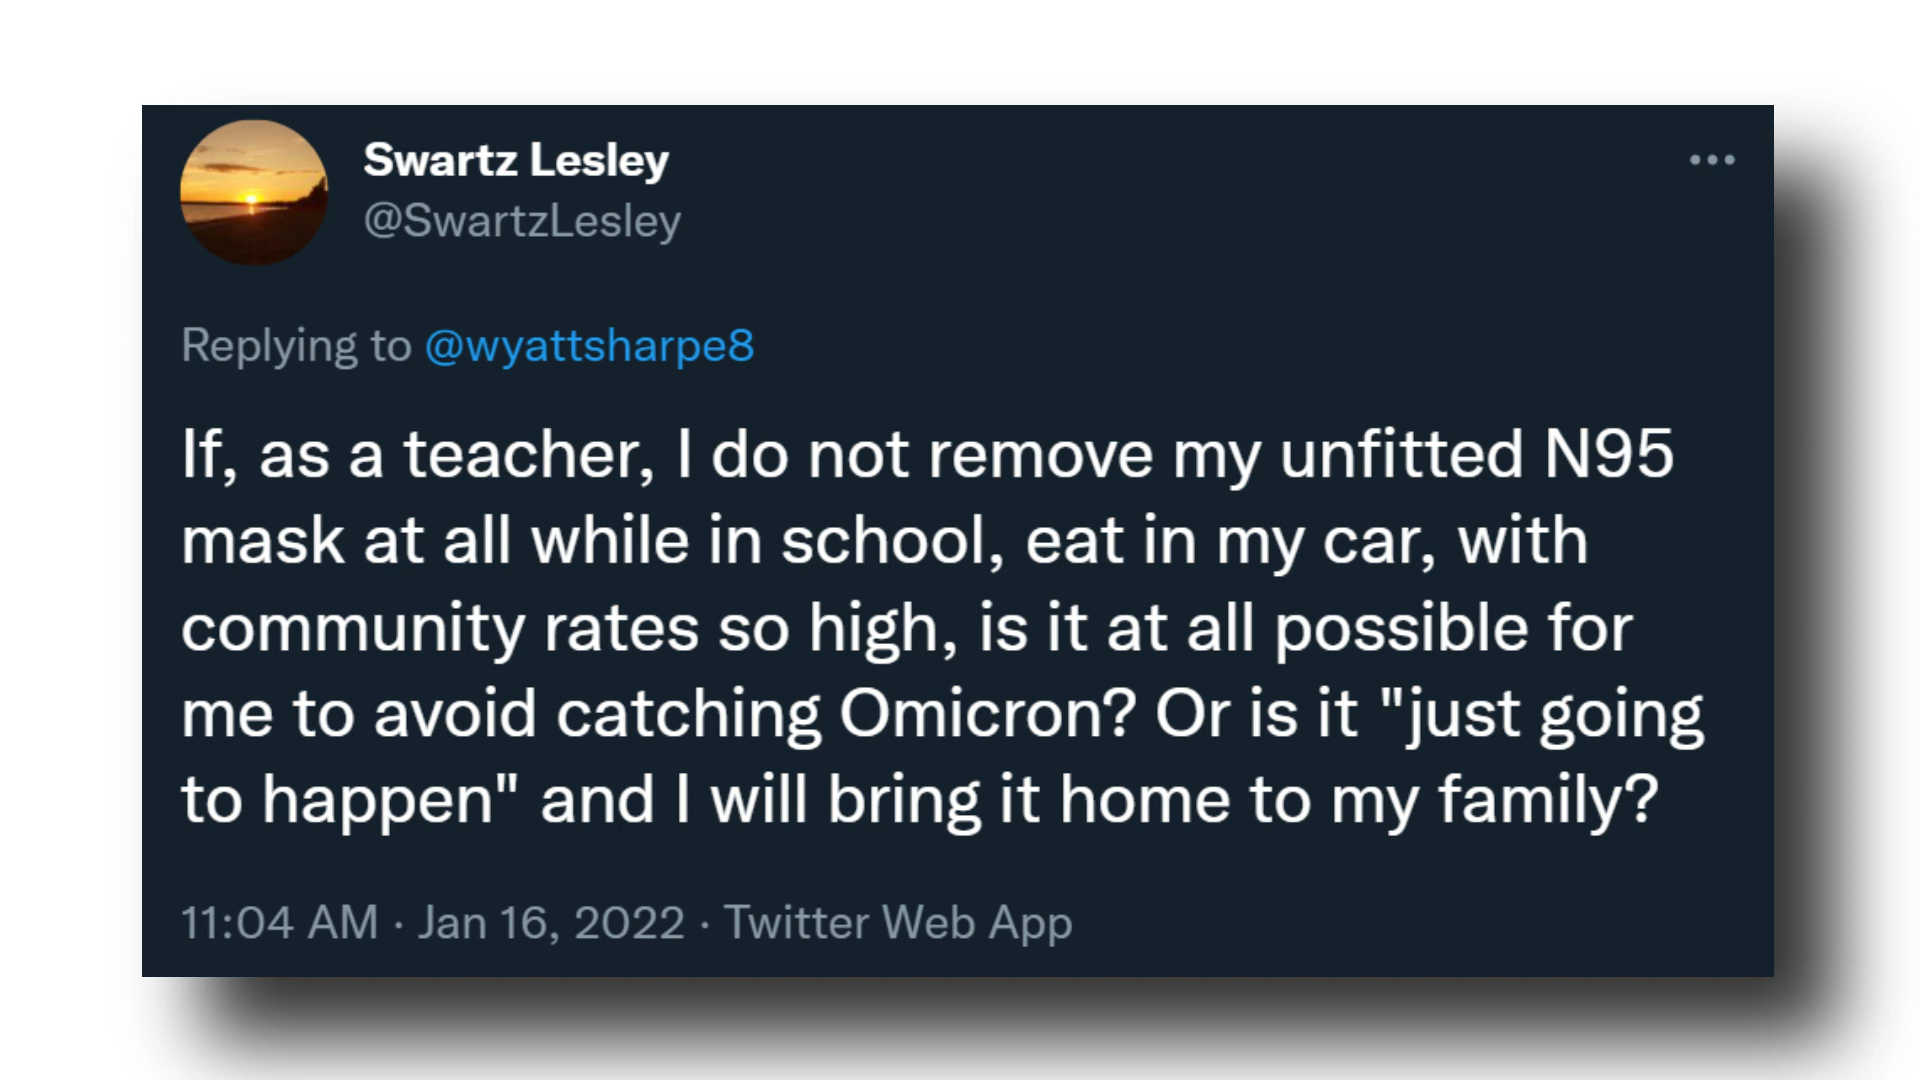 Swartz Lesley
@SwartzLesley
Replying to @wyattsharpe8
If, as a teacher, I do not remove my unfitted N95
mask at all while in school, eat in my car, with
community rates so high, is it at all possible for
me to avoid catching Omicron? Or is it "just going
to happen" and I will bring it home to my family?
11:04 AM · Jan 16, 2022 · Twitter Web App